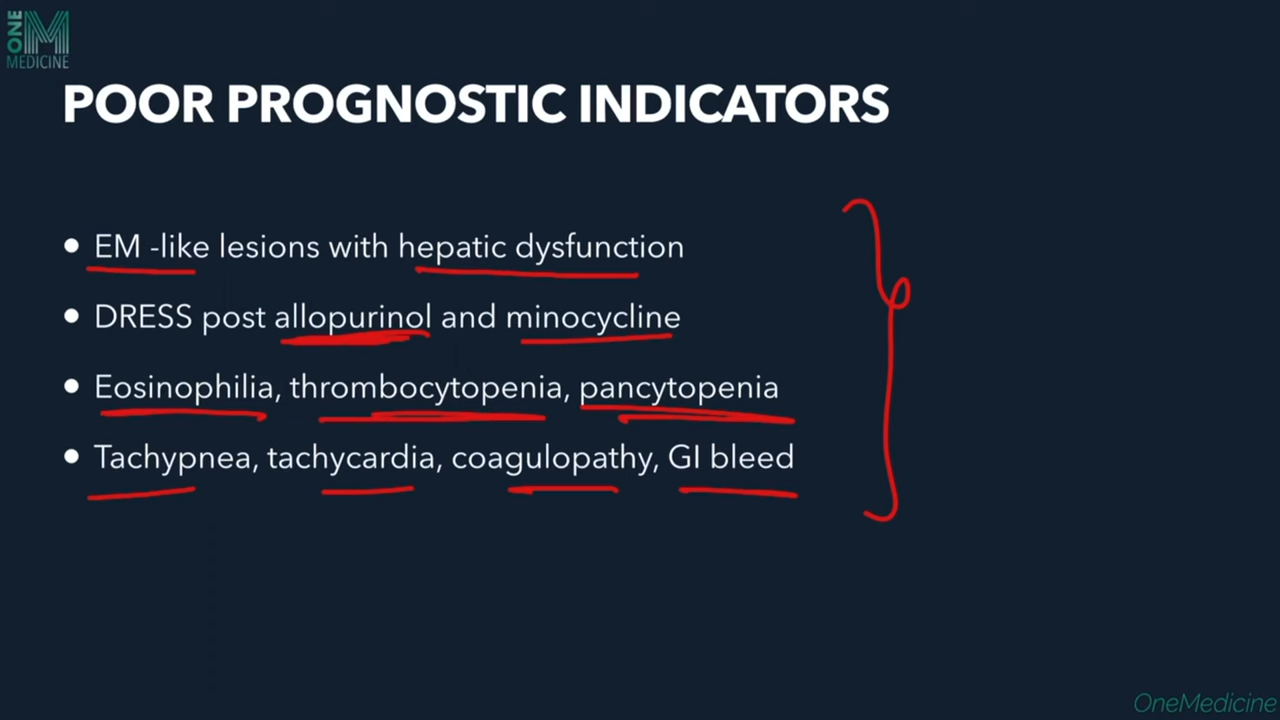 ONE
M
MEDICINE
POOR PROGNOSTIC INDICATORS
• EM -like lesions with hepatic dysfunction
• DRESS post allopurinol and minocycline
• Eosinophilia, thrombocytopenia, pancytopenia
• Tachypnea, tachycardia, coagulopathy, GI bleed
OneMedicine